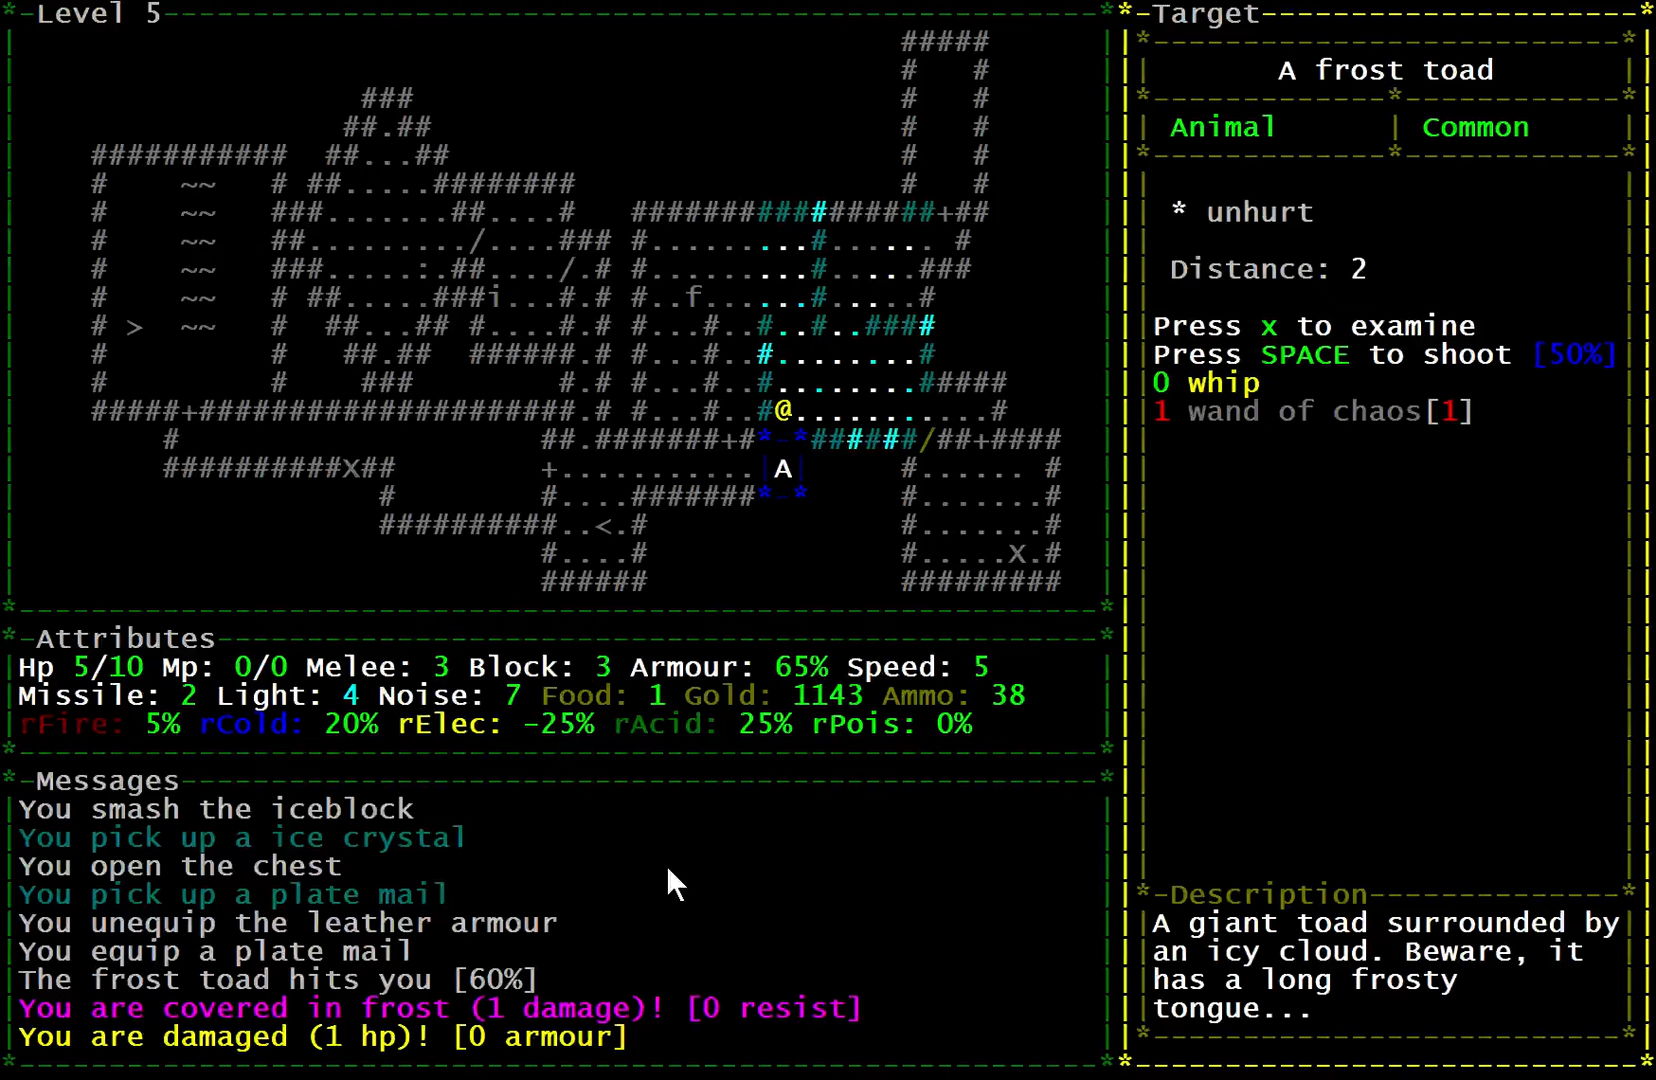 Level 5
Target
A frost toad
Animal | Common
* unhurt
Distance: 2
Press x to examine
Press SPACE to shoot [50%]
0 whip
1 wand of chaos[1]
Attributes
Hp 5/10 Mp: 0/0 Melee: 3 Block: 3 Armour: 65% Speed: 5
Missile: 2 Light: 4 Noise: 7 Food: 1 Gold: 1143 Ammo: 38
rFire: 5% rCold: 20% rElec: -25% rAcid: 25% rPois: 0%
Messages
You smash the iceblock
You pick up a ice crystal
You open the chest
You pick up a plate mail
You unequip the leather armour
You equip a plate mail
The frost toad hits you [60%]
You are covered in frost (1 damage)! [0 resist]
You are damaged (1 hp)! [0 armour]
Description
A giant toad surrounded by
an icy cloud. Beware, it
has a long frosty
tongue...